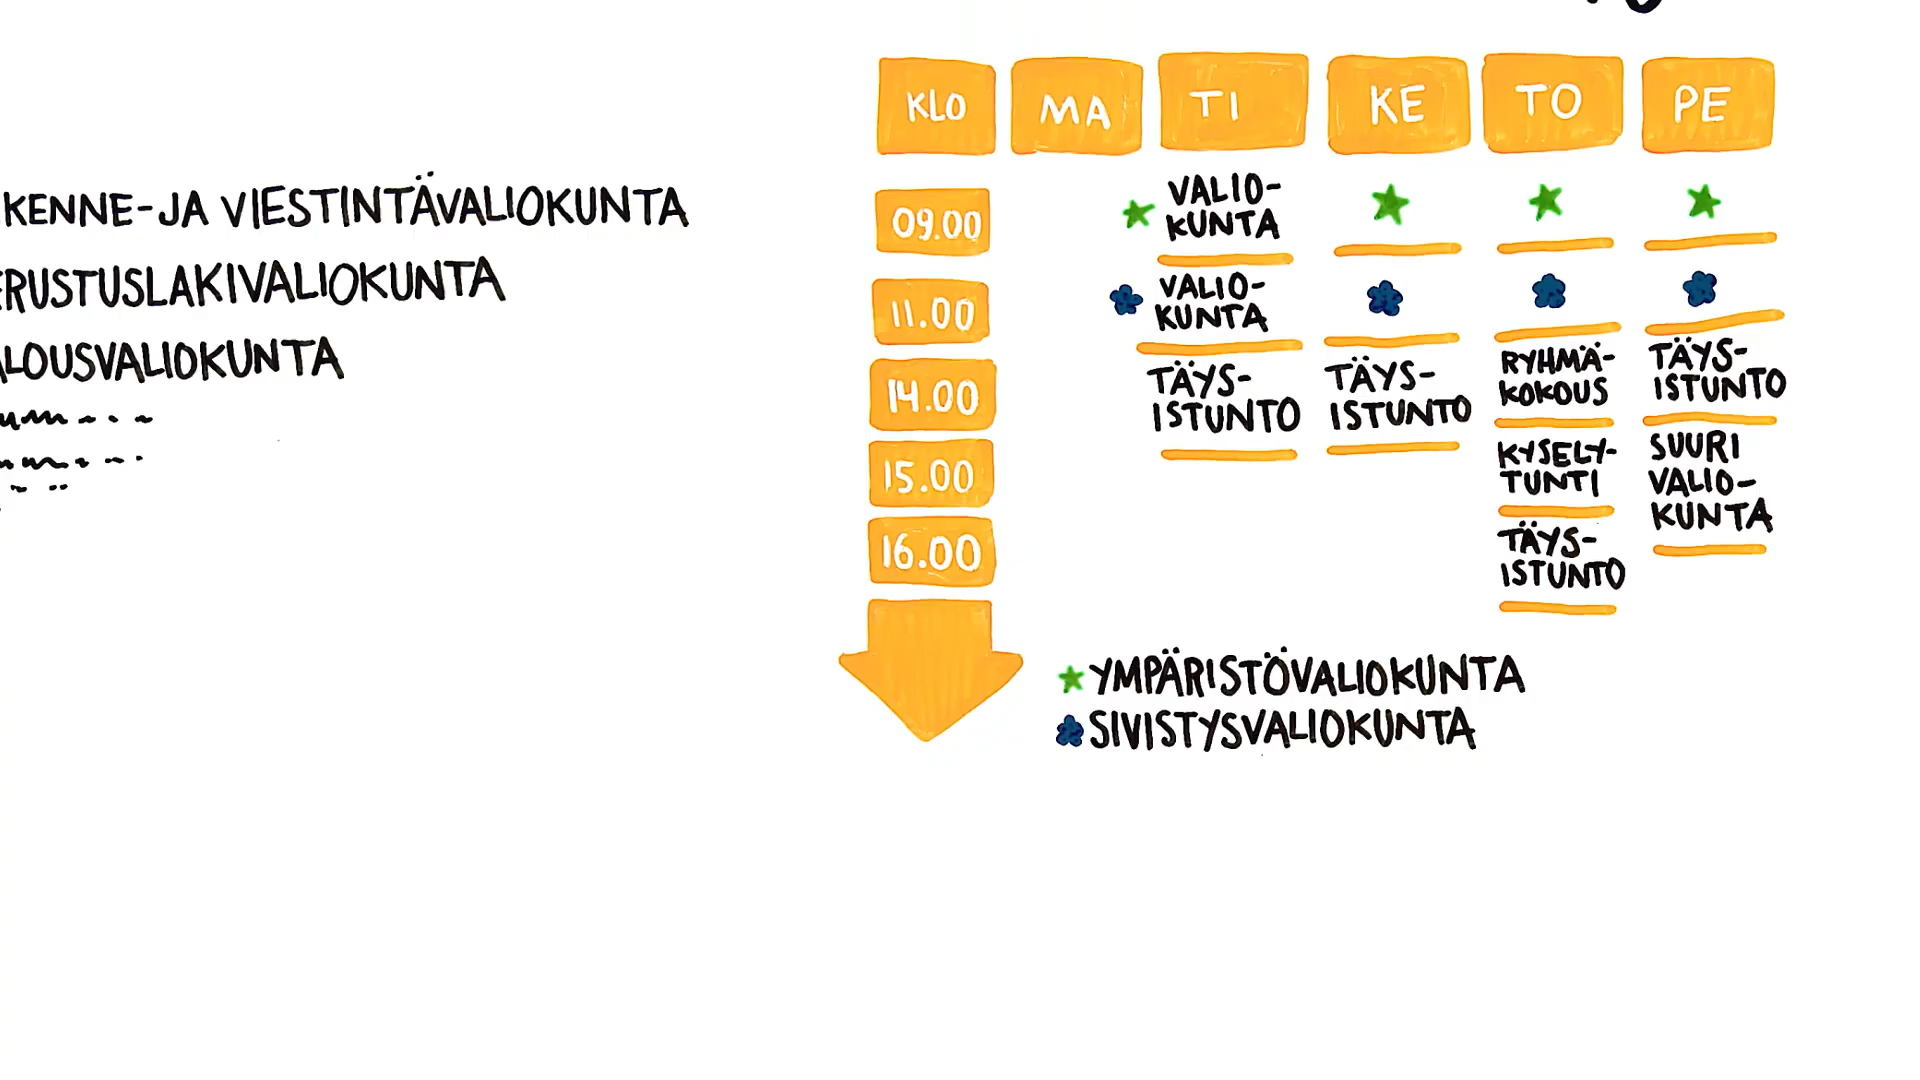 KENNE-JA VIESTINTÄVALIOKUNTA
ERUSTUSLAKIVALIOKUNTA
ALOUSVALIOKUNTA
KLO MA TI KE TO PE
09.00
VALIO-
KUNTA
11.00
VALIO-
KUNTA
14.00
TÄYS-
ISTUNTO
TÄYS-
ISTUNTO
RYHMÄ-
KOKOUS
TÄYS-
ISTUNTO
15.00
KYSELY-
TUNTI
SUURI
VALIO-
KUNTA
16.00
TÄYS-
ISTUNTO
YMPÄRISTÖVALIOKUNTA
SIVISTYSVALIOKUNTA